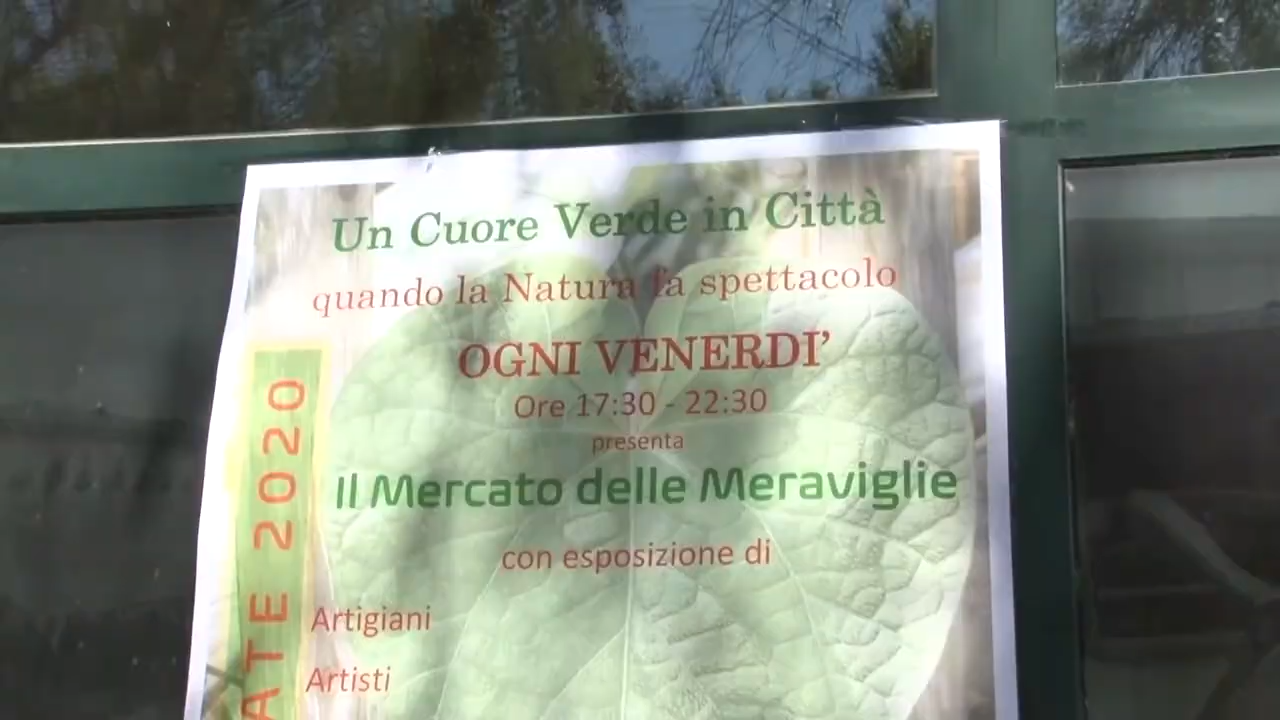 Un Cuore Verde in Città
quando la Natura fa spettacolo
OGNI VENERDI’
Ore 17:30 - 22:30
presenta
Il Mercato delle Meraviglie
con esposizione di
Artigiani
Artisti
ATE 2020